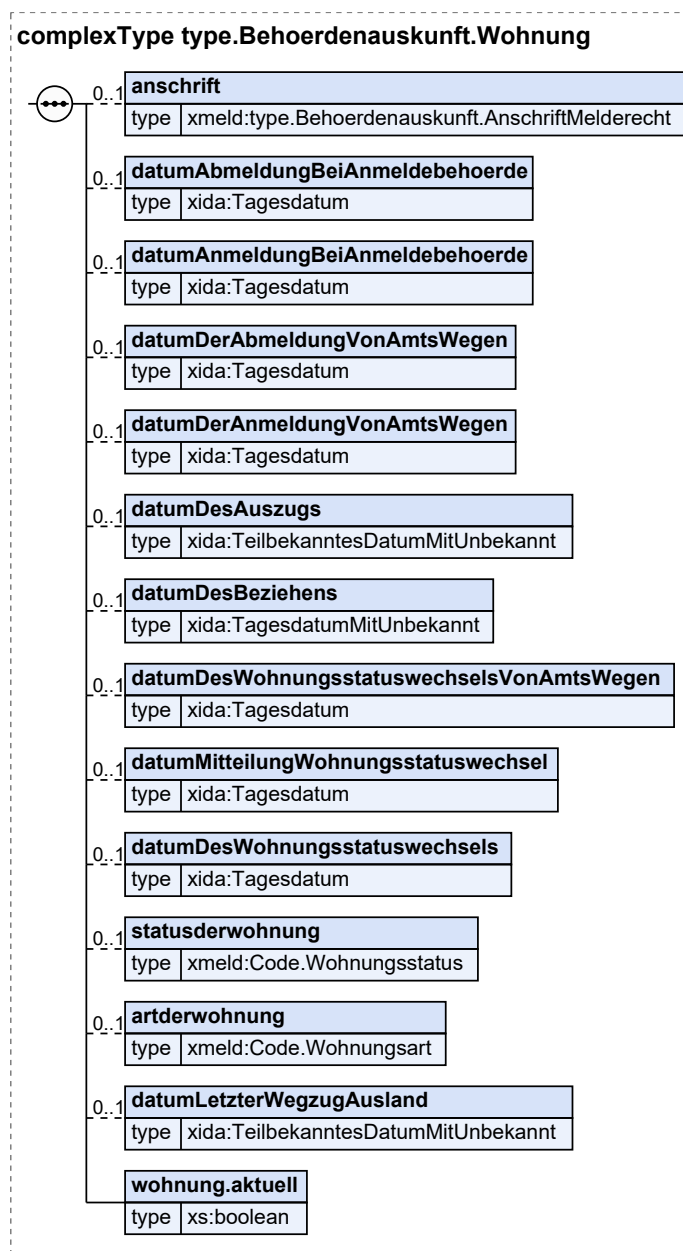 complexType type.Behoerdenauskunft.Wohnung
0..1 anschrift
type xmeld:type.Behoerdenauskunft.AnschriftMelderecht
0..1 datumAbmeldungBeiAnmeldebehoerde
type xida:Tagesdatum
0..1 datumAnmeldungBeiAnmeldebehoerde
type xida:Tagesdatum
0..1 datumDerAbmeldungVonAmtsWegen
type xida:Tagesdatum
0..1 datumDerAnmeldungVonAmtsWegen
type xida:Tagesdatum
0..1 datumDesAuszugs
type xida:TeilbekanntesDatumMitUnbekannt
0..1 datumDesBeziehens
type xida:TagesdatumMitUnbekannt
0..1 datumDesWohnungsstatuswechselsVonAmtsWegen
type xida:Tagesdatum
0..1 datumMitteilungWohnungsstatuswechsel
type xida:Tagesdatum
0..1 datumDesWohnungsstatuswechsels
type xida:Tagesdatum
0..1 statusderwohnung
type xmeld:Code.Wohnungsstatus
0..1 artderwohnung
type xmeld:Code.Wohnungsart
0..1 datumLetzterWegzugAusland
type xida:TeilbekanntesDatumMitUnbekannt
wohnung.aktuell
type xs:boolean